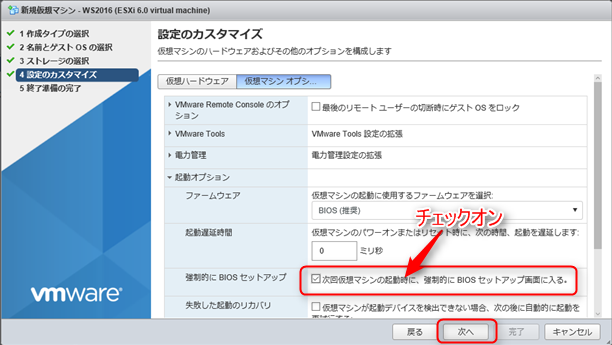 新規仮想マシン - WS2016 (ESXi 6.0 virtual machine)
1 作成タイプの選択
2 名前とゲスト OS の選択
3 ストレージの選択
4 設定のカスタマイズ
5 終了準備の完了
vmware
設定のカスタマイズ
仮想マシンのハードウェアおよびその他のオプションを構成します
仮想ハードウェア
仮想マシン オプシ...
VMware Remote Console のオプション
最後のリモート ユーザーの切断時にゲスト OS をロック
VMware Tools
VMware Tools 設定の拡張
電力管理
電力管理設定の拡張
起動オプション
ファームウェア
仮想マシンの起動に使用するファームウェアを選択:
BIOS (推奨)
チェックオン
起動遅延時間
仮想マシンのパワーオンまたはリセット時に、次の時間、起動を遅延します:
0 ミリ秒
強制的に BIOS セットアップ
次回仮想マシンの起動時に、強制的に BIOS セットアップ画面に入る。
失敗した起動のリカバリ
仮想マシンが起動デバイスを検出できない場合、次の後に自動的に起動を
戻る
次へ
完了
キャンセル